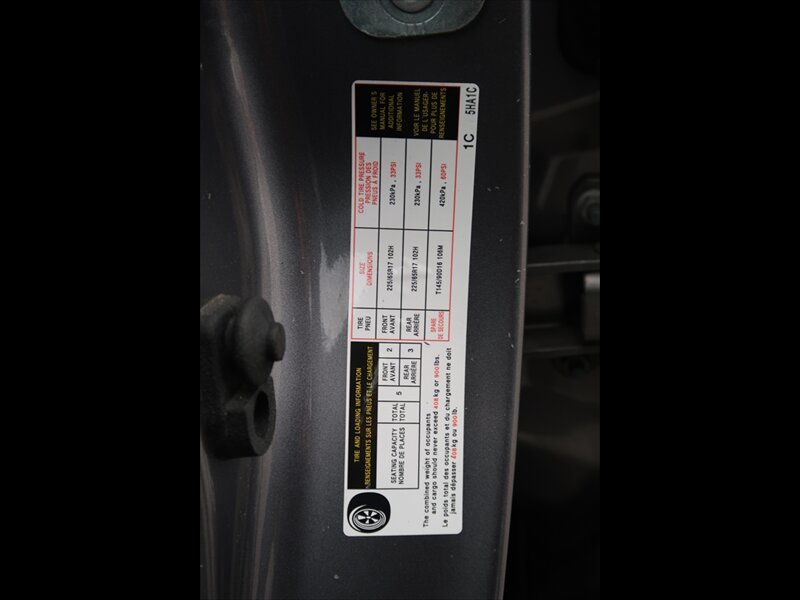 TIRE AND LOADING INFORMATION
RENSEIGNEMENTS SUR LES PNEUS ET LE CHARGEMENT
SEATING CAPACITY
NOMBRE DE PLACES
TOTAL
TOTAL
5
FRONT
AVANT
2
REAR
ARRIÈRE
3
The combined weight of occupants
and cargo should never exceed 408kg or 900lbs.
Le poids total des occupants et du chargement ne doit
jamais dépasser 408kg ou 900lb.
TIRE
PNEU
SIZE
DIMENSIONS
COLD TIRE PRESSURE
PRESSION DES
PNEUS À FROID
FRONT
AVANT
225/65R17 102H
230kPa, 33PSI
REAR
ARRIÈRE
225/65R17 102H
230kPa, 33PSI
SPARE
DE SECOURS
T145/90D16 106M
420kPa, 60PSI
SEE OWNER'S
MANUAL FOR
ADDITIONAL
INFORMATION
VOIR LE MANUEL
DE L'USAGER
POUR PLUS DE
RENSEIGNEMENTS
1C 5HA1C